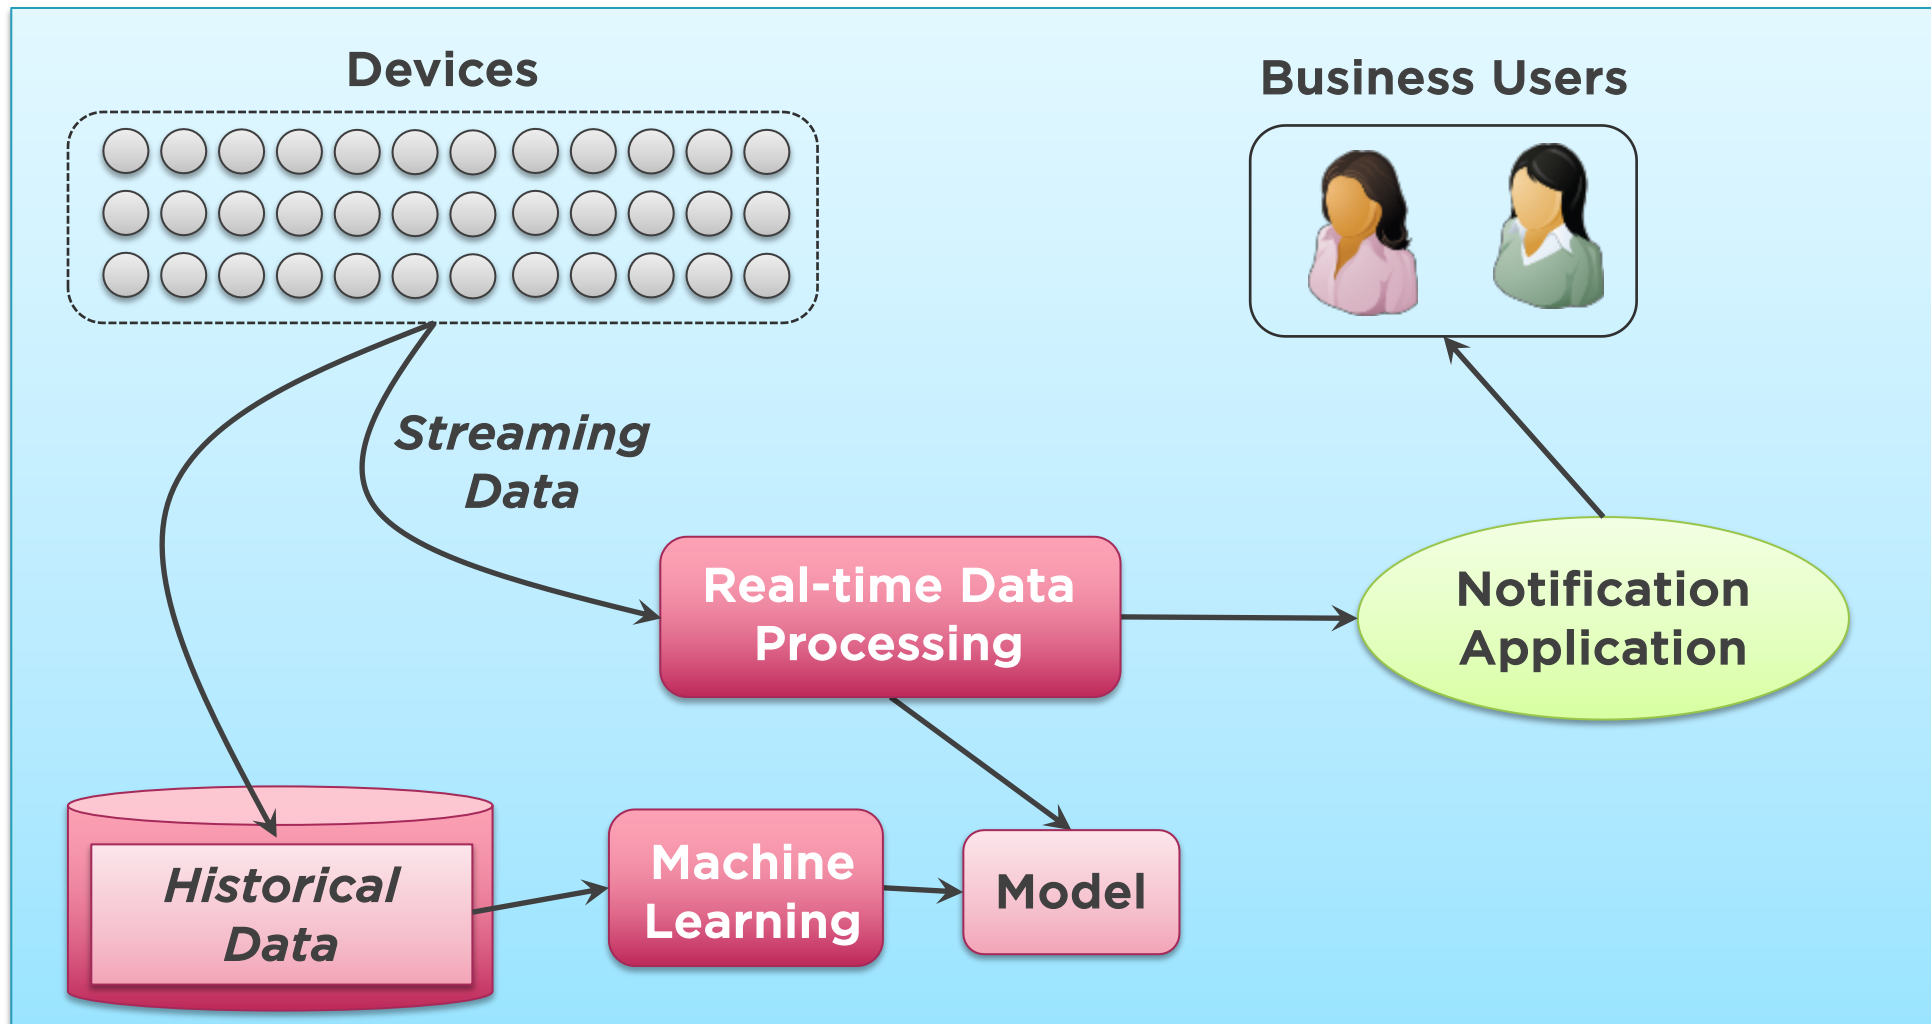 Devices
Business Users
Streaming
Data
Real-time Data
Processing
Notification
Application
Historical
Data
Machine
Learning
Model